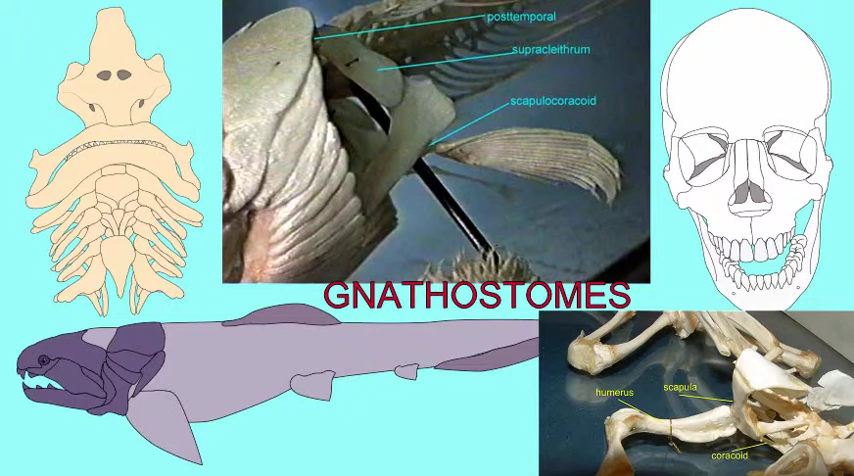 posttemporal
supracleithrum
scapulocoracoid
GNATHOSTOMES
humerus
scapula
coracoid